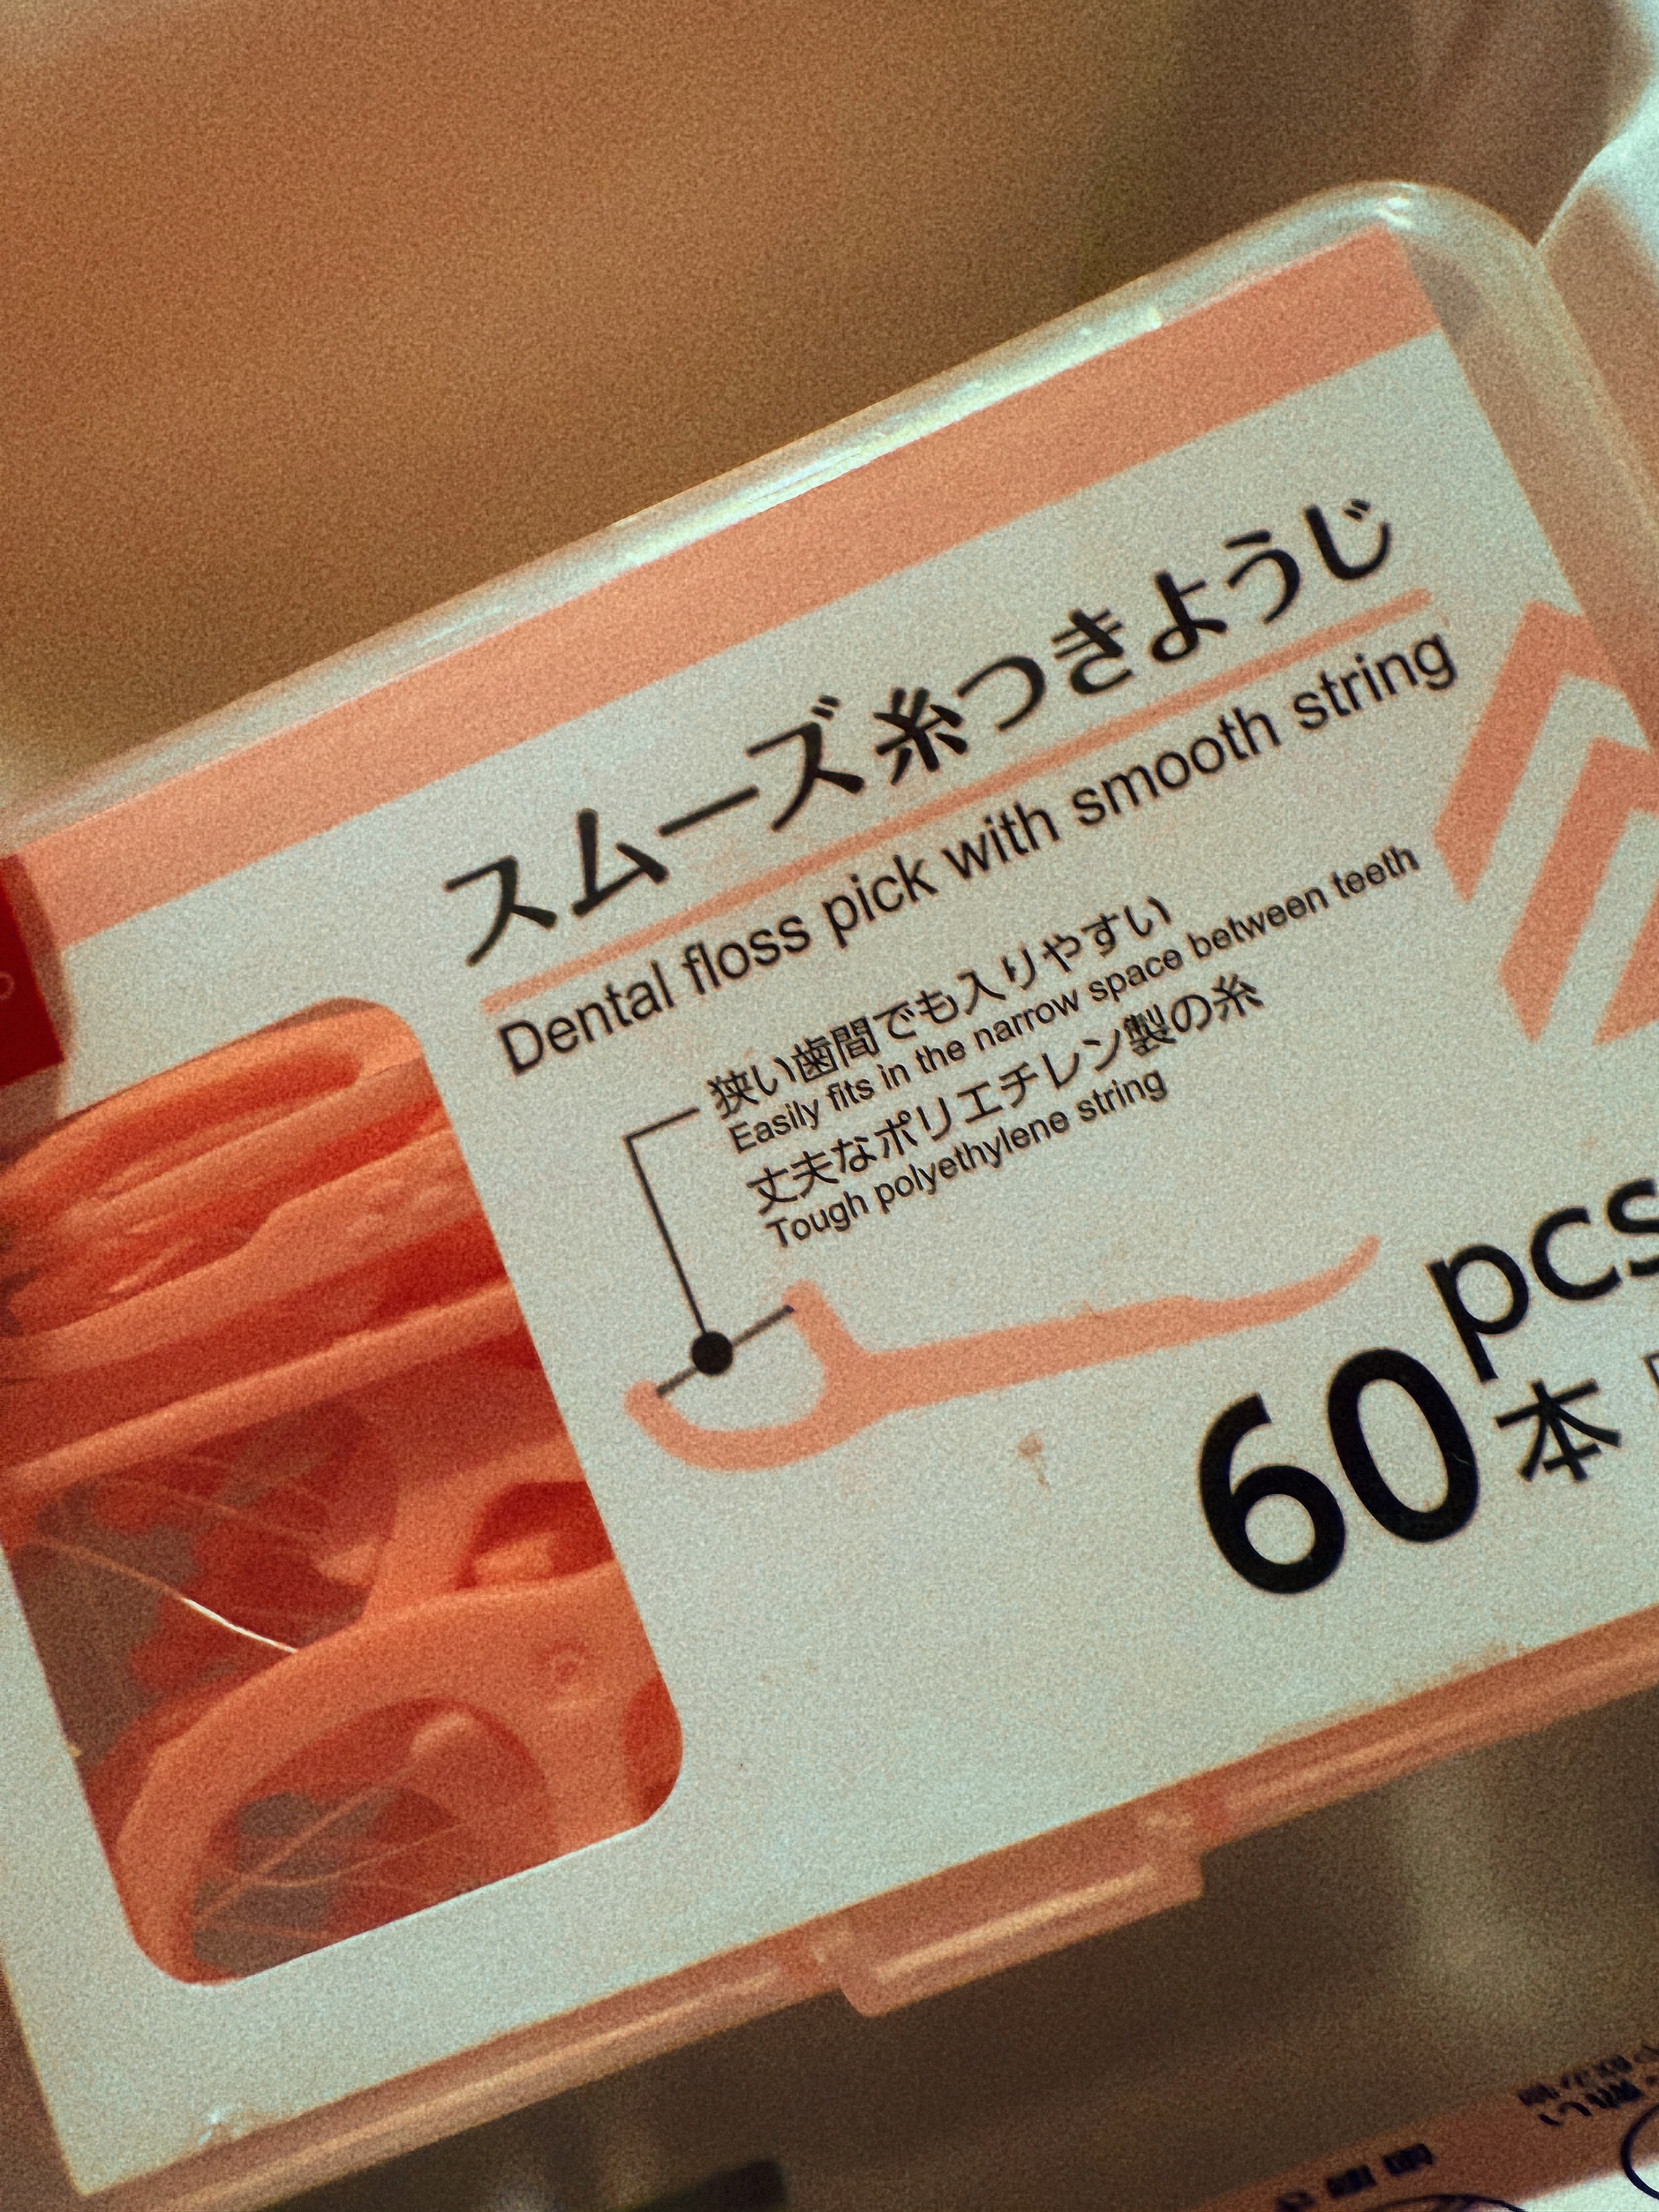 スムーズ糸つきようじ
Dental floss pick with smooth string
狭い歯間でも入りやすい
Easily fits in the narrow space between teeth
丈夫なポリエチレン製の糸
Tough polyethylene string
60 pcs
本